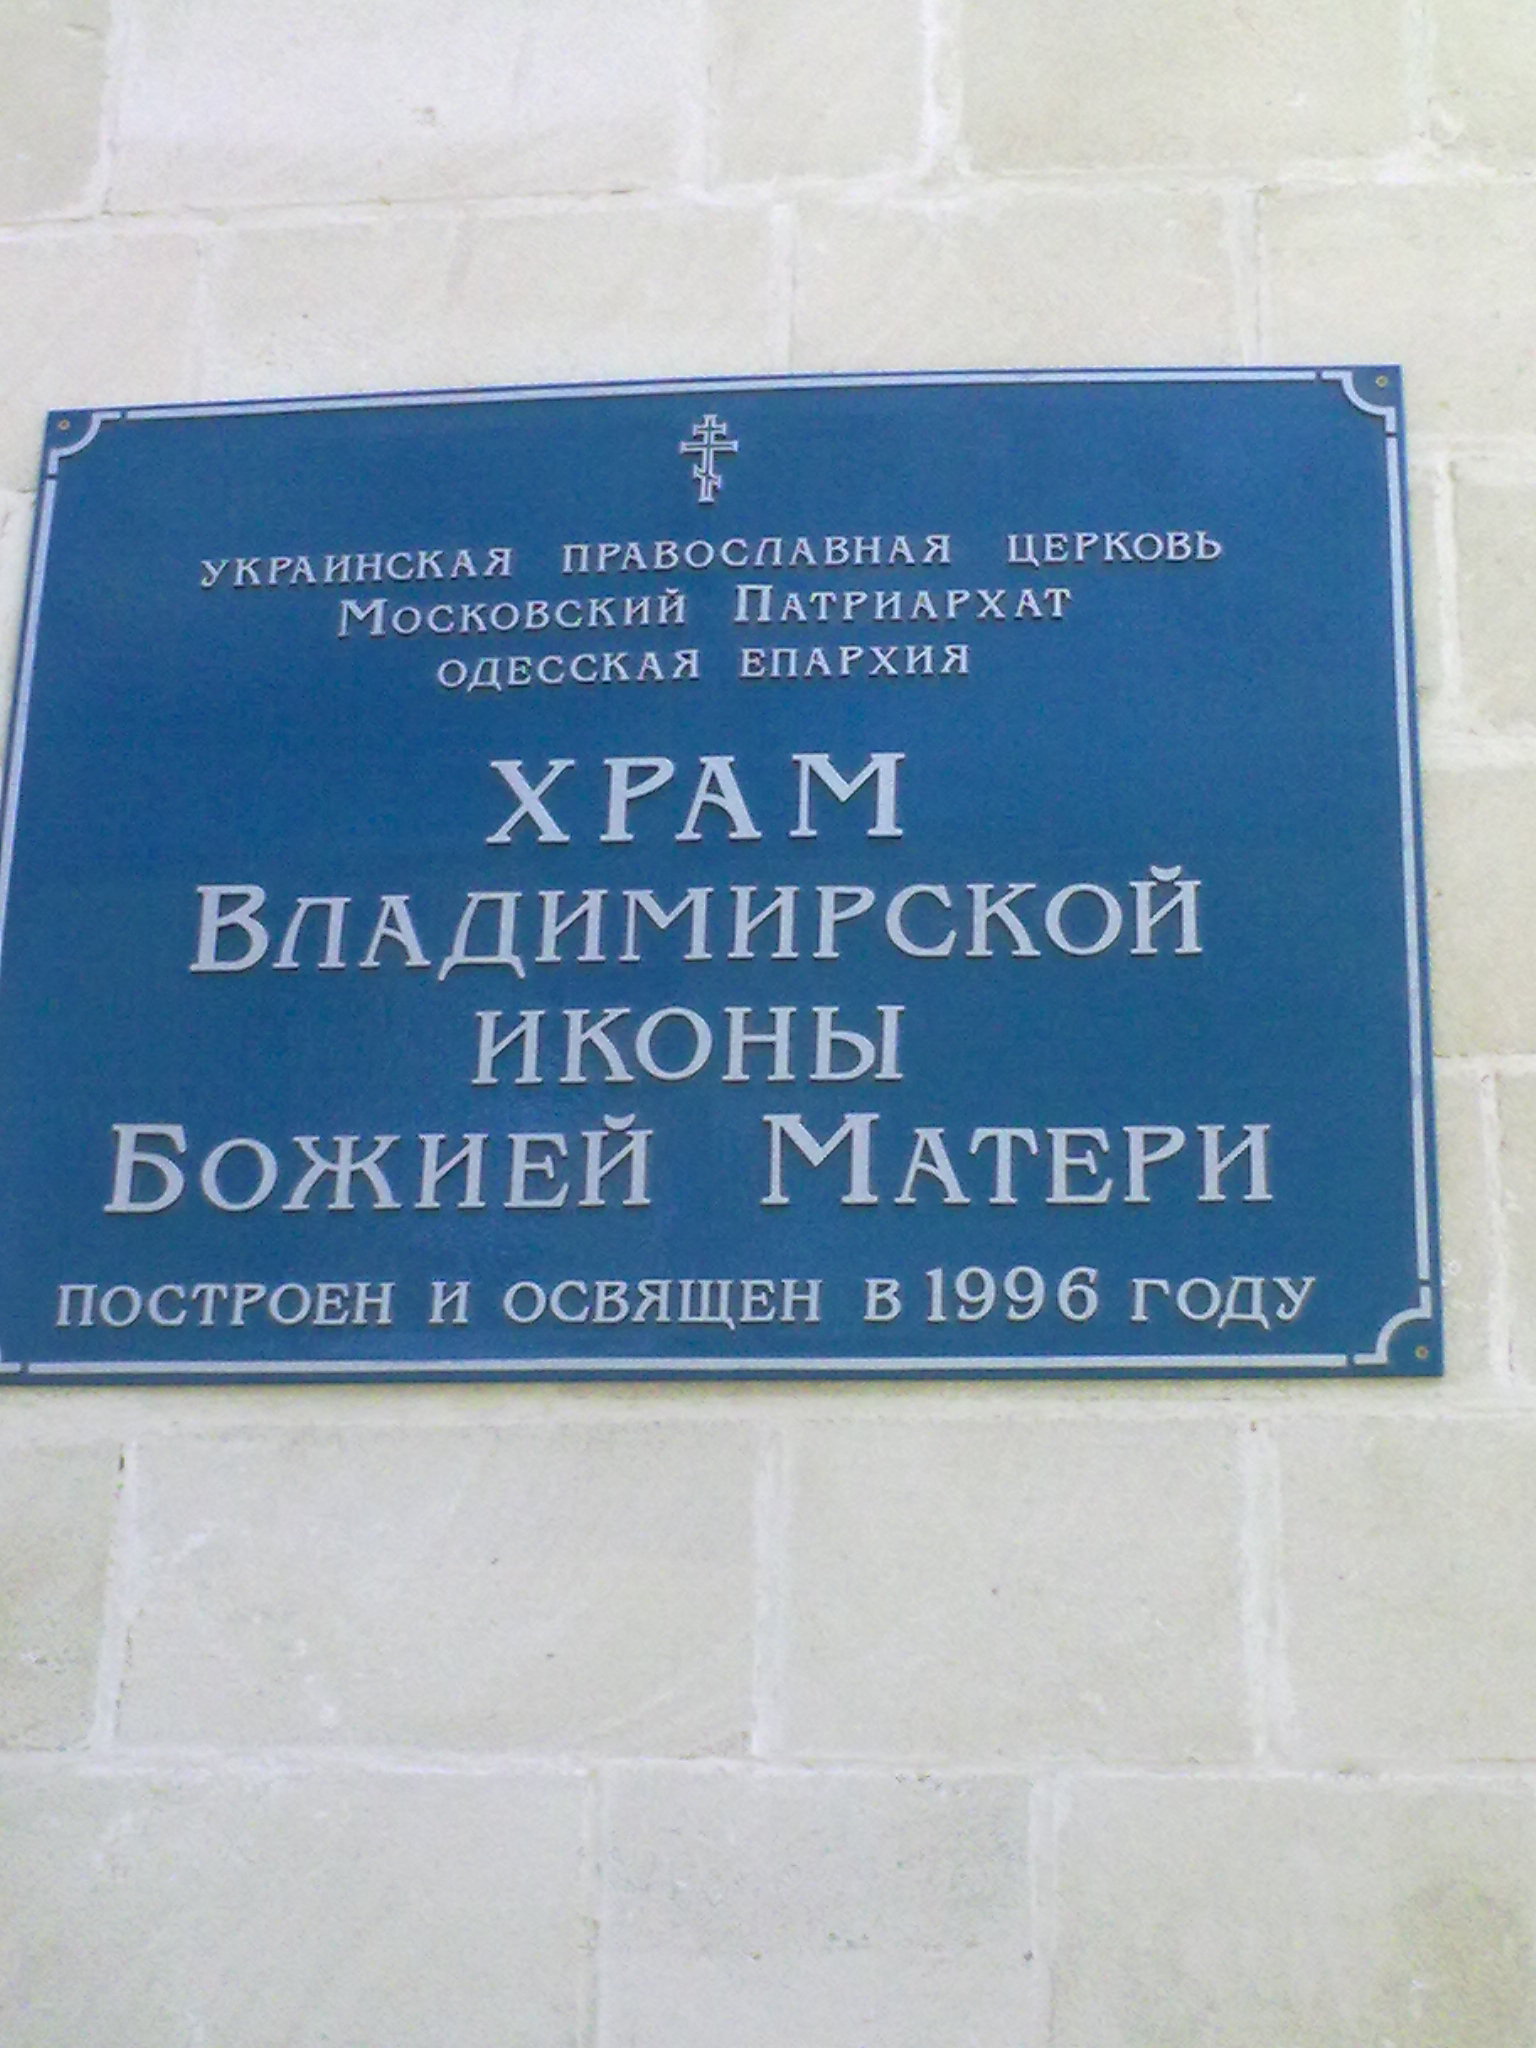 УКРАИНСКАЯ ПРАВОСЛАВНАЯ ЦЕРКОВЬ
МОСКОВСКИЙ ПАТРИАРХАТ
ОДЕССКАЯ ЕПАРХИЯ
ХРАМ
ВЛАДИМИРСКОЙ
ИКОНЫ
БОЖИЕЙ МАТЕРИ
ПОСТРОЕН И ОСВЯЩЕН В 1996 ГОДУ